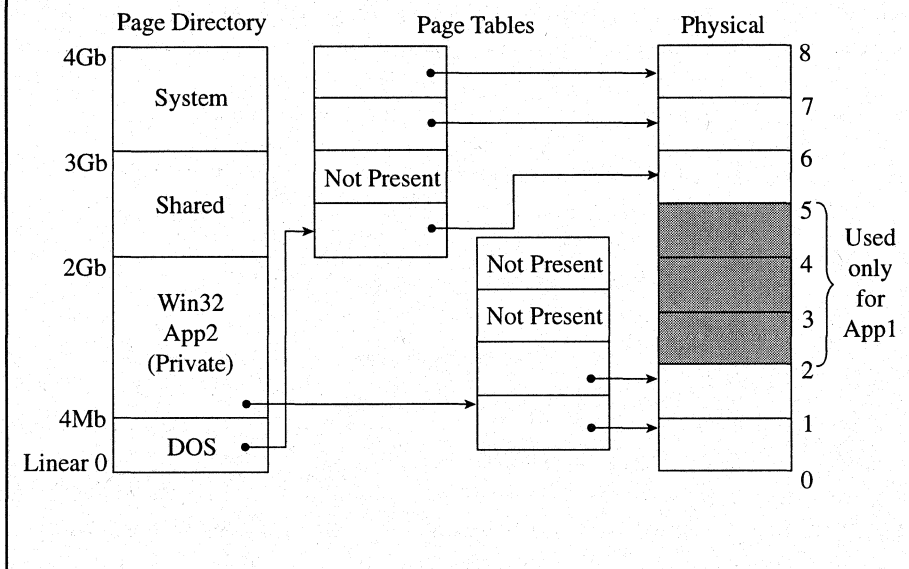 Page Directory
Page Tables
Physical
4Gb
System
3Gb
Shared
2Gb
Win32
App2
(Private)
4Mb
DOS
Linear 0
Not Present
Not Present
Not Present
8
7
6
5
4
3
2
1
0
Used
only
for
App1